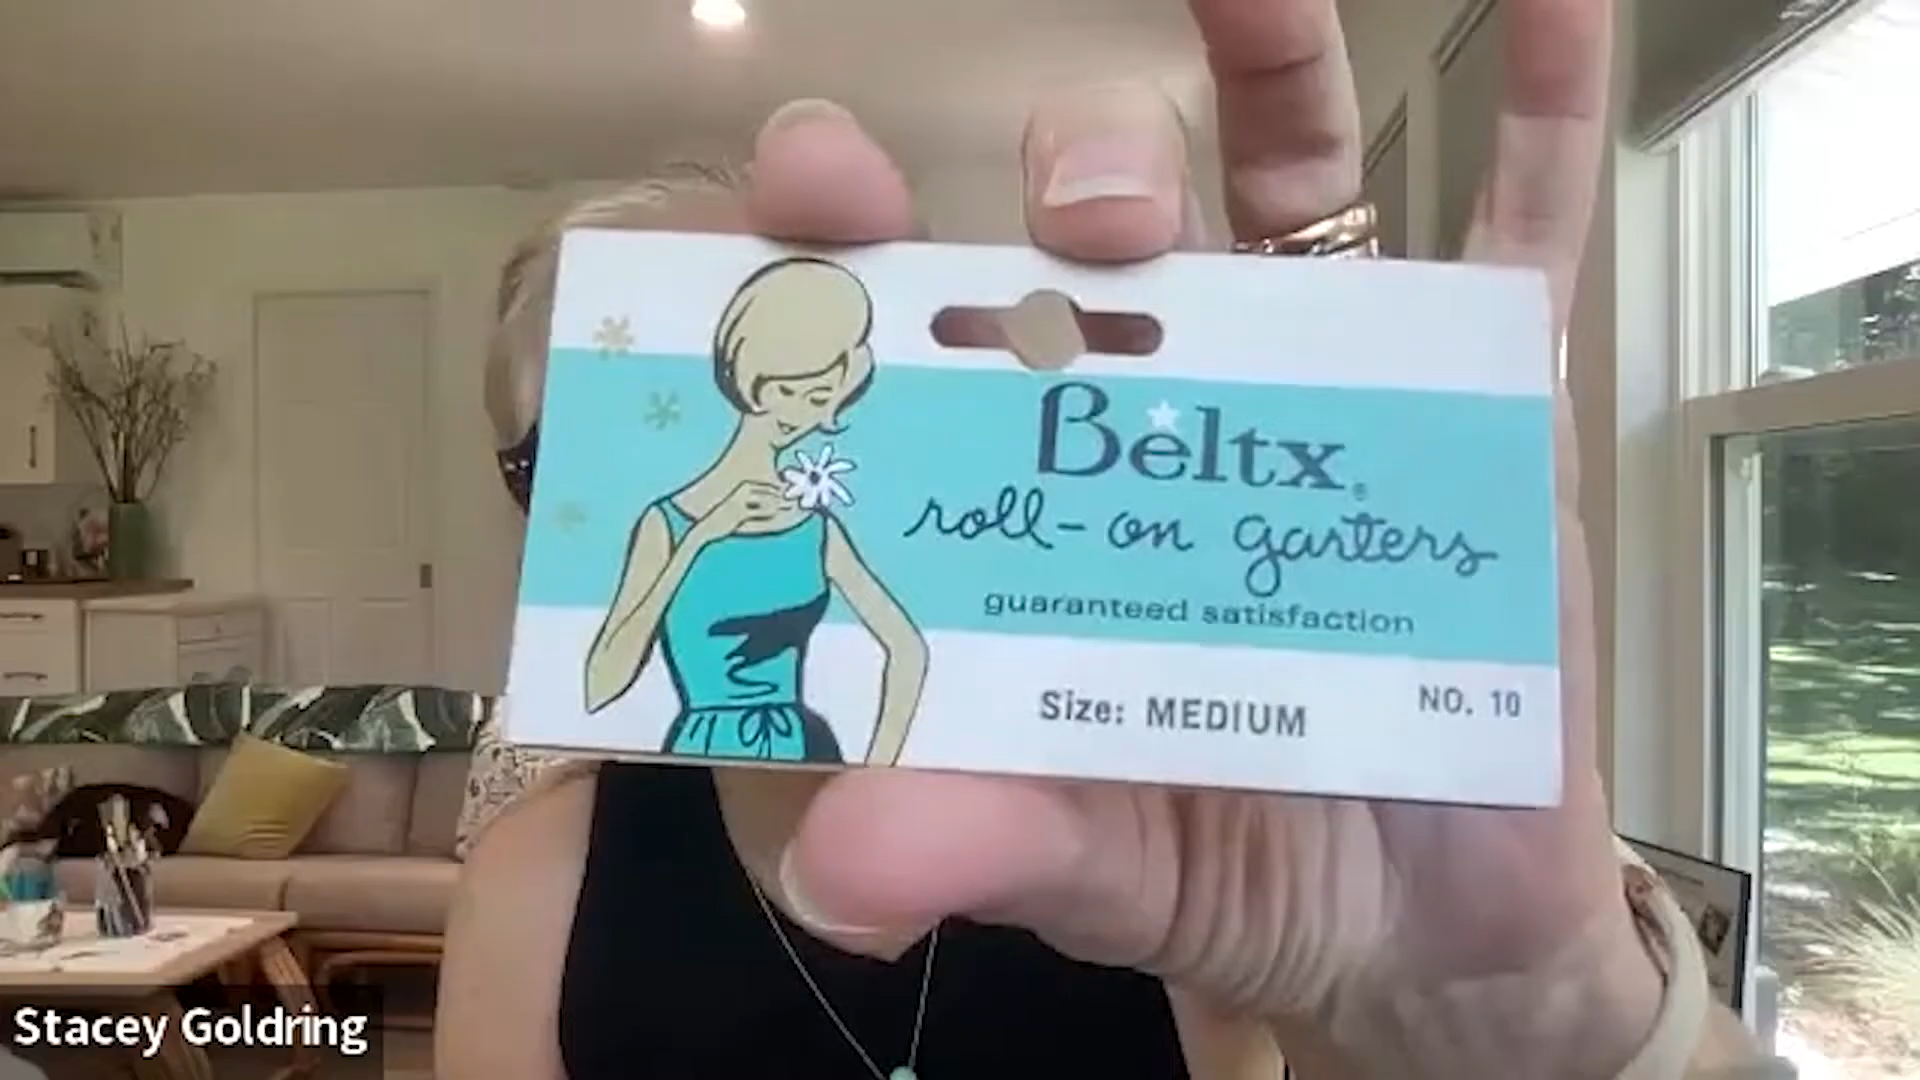 Beltx®
roll-on garters
guaranteed satisfaction
Size: MEDIUM
NO. 10
Stacey Goldring